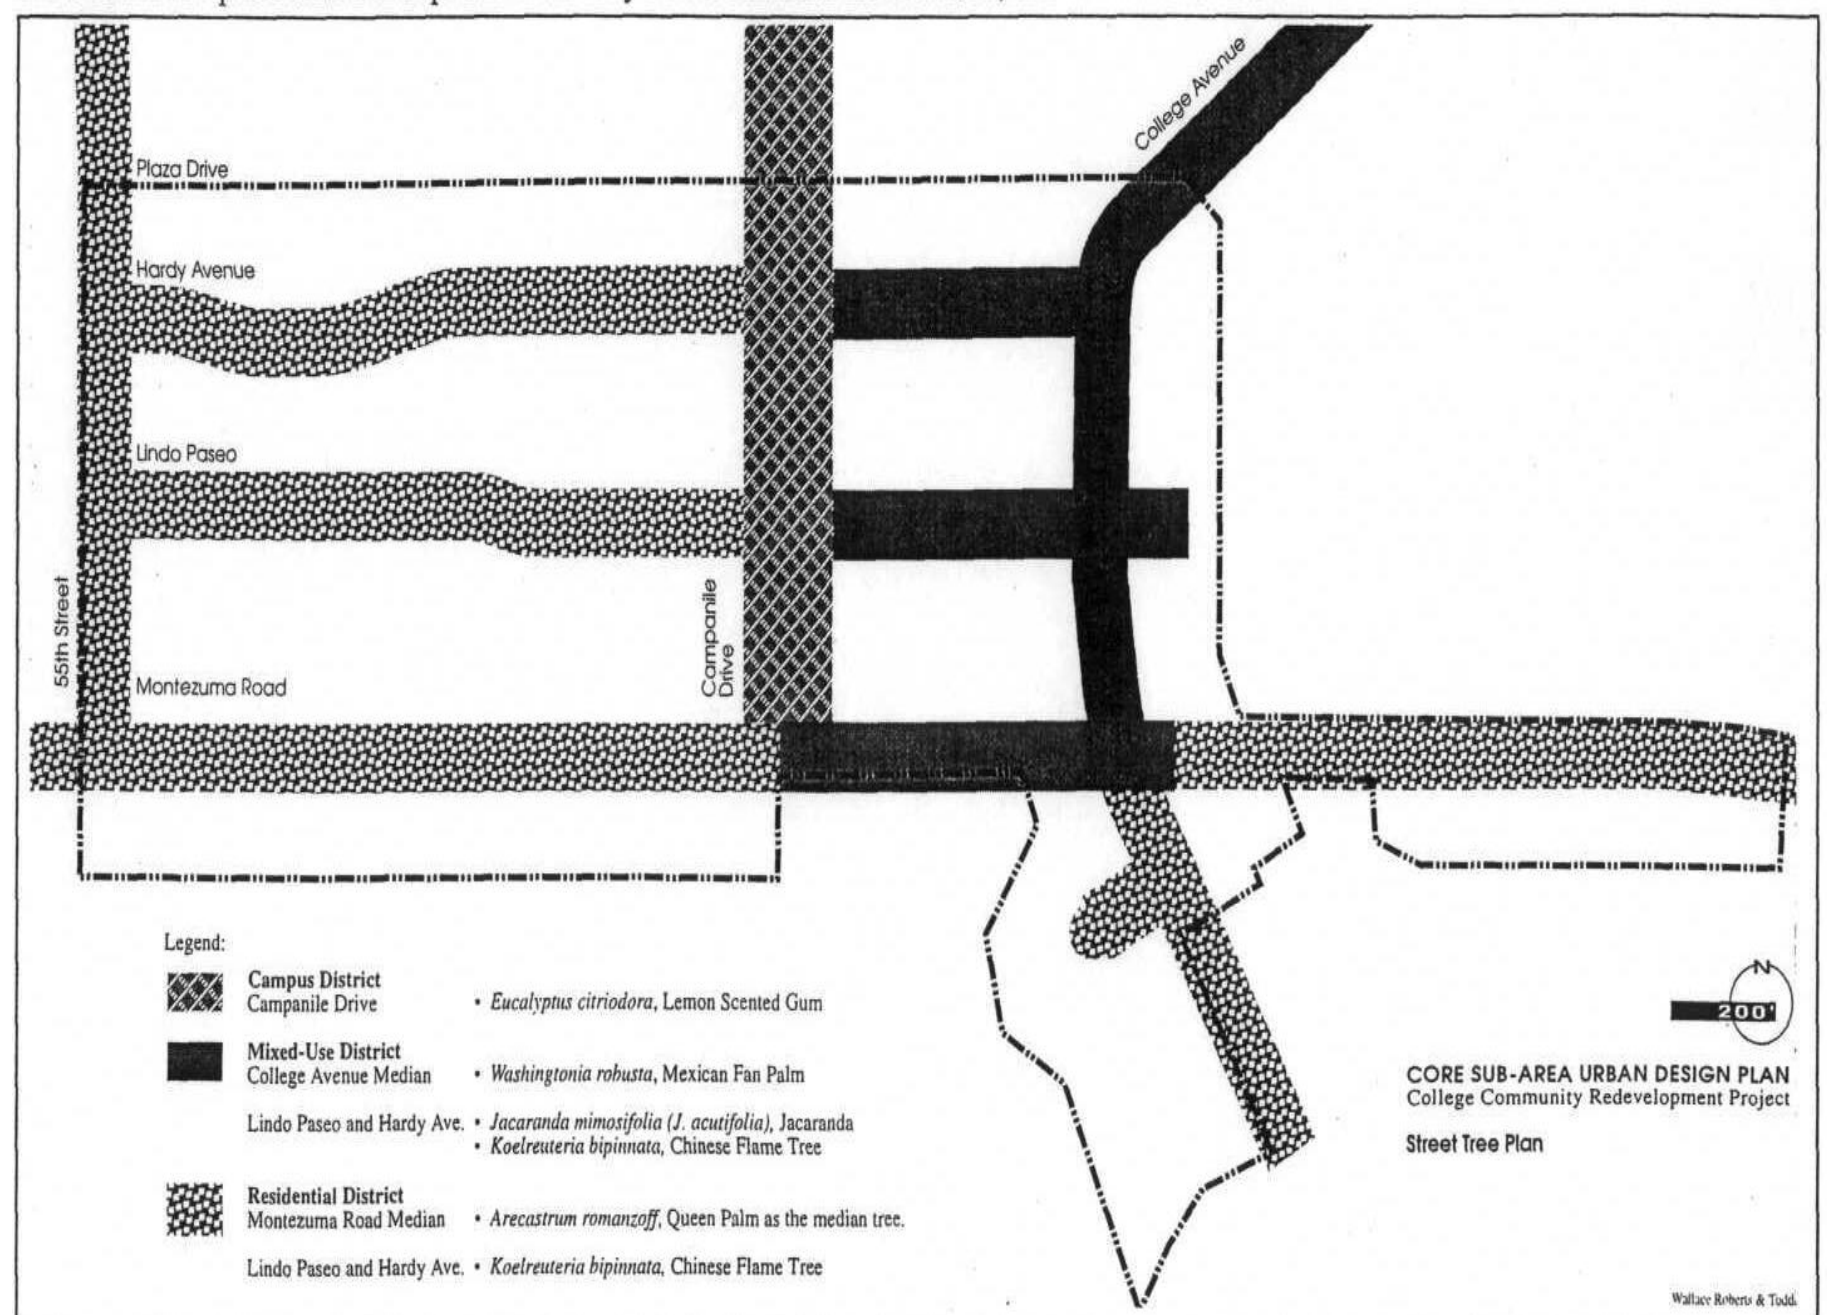 College Avenue
Plaza Drive
Hardy Avenue
Lindo Paseo
55th Street
Campanile
Drive
Montezuma Road
Legend:
Campus District
Campanile Drive • Eucalyptus citriodora, Lemon Scented Gum
Mixed-Use District
College Avenue Median • Washingtonia robusta, Mexican Fan Palm
Lindo Paseo and Hardy Ave. • Jacaranda mimosifolia (J. acutifolia), Jacaranda
• Koelreuteria bipinnata, Chinese Flame Tree
Residential District
Montezuma Road Median • Arecastrum romanzoff, Queen Palm as the median tree.
Lindo Paseo and Hardy Ave. • Koelreuteria bipinnata, Chinese Flame Tree
N
200'
CORE SUB-AREA URBAN DESIGN PLAN
College Community Redevelopment Project
Street Tree Plan
Wallace Roberts & Todd